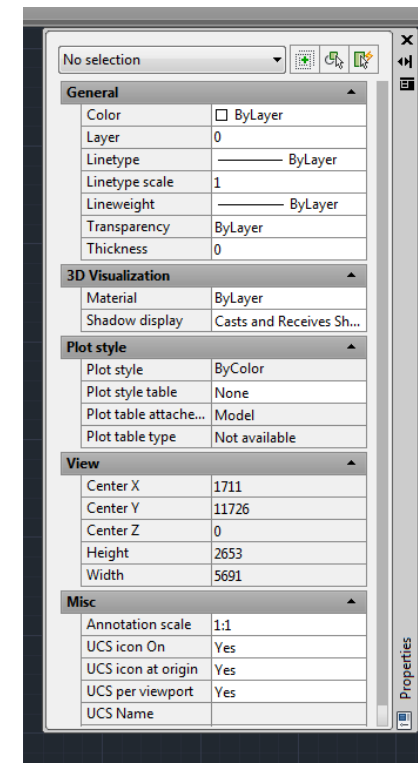 No selection
General
Color ByLayer
Layer 0
Linetype ByLayer
Linetype scale 1
Lineweight ByLayer
Transparency ByLayer
Thickness 0
3D Visualization
Material ByLayer
Shadow display Casts and Receives Sh...
Plot style
Plot style ByColor
Plot style table None
Plot table attache... Model
Plot table type Not available
View
Center X 1711
Center Y 11726
Center Z 0
Height 2653
Width 5691
Misc
Annotation scale 1:1
UCS icon On Yes
UCS icon at origin Yes
UCS per viewport Yes
UCS Name
Properties